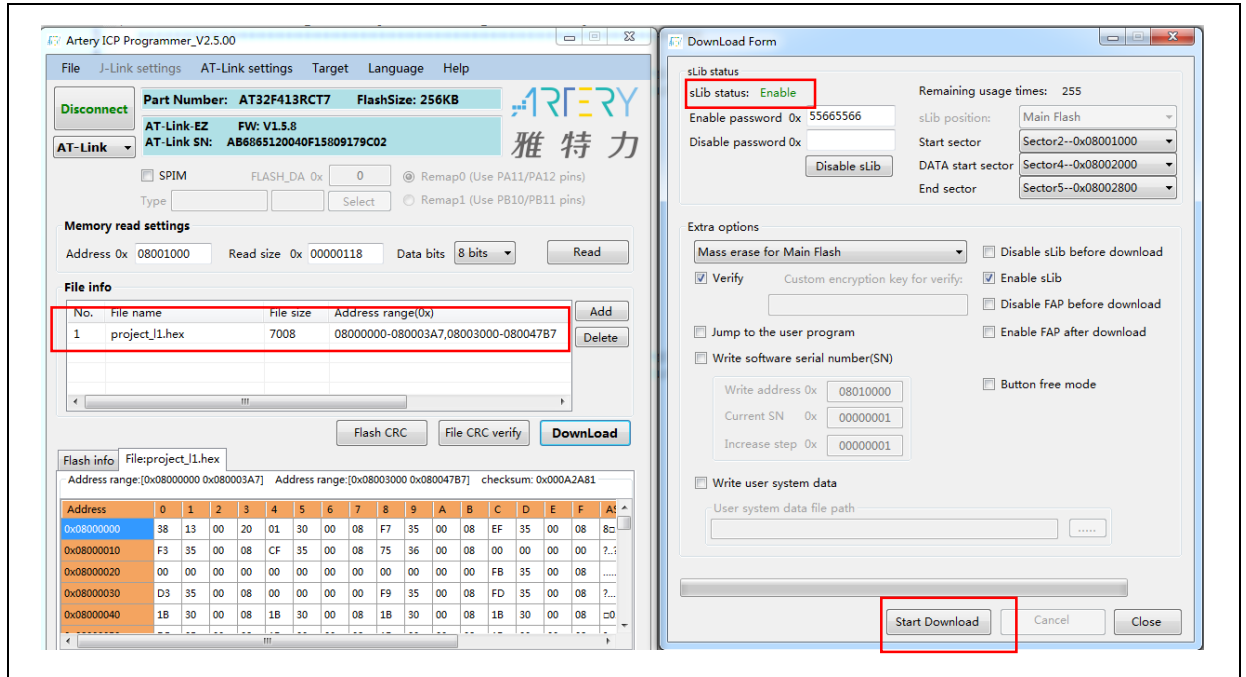 Artery ICP Programmer_V2.5.00
File J-Link settings AT-Link settings Target Language Help
Disconnect
Part Number: AT32F413RCT7 FlashSize: 256KB
AT-Link-EZ FW: V1.5.8
AT-Link SN: AB6865120040F15809179C02
AT-Link
ARTERY
雅特力
SPIM FLASH_DA 0x 0 Remap0 (Use PA11/PA12 pins)
Type Select Remap1 (Use PB10/PB11 pins)
Memory read settings
Address 0x 08001000 Read size 0x 00000118 Data bits 8 bits Read
File info
No. File name File size Address range(0x) Add
1 project_l1.hex 7008 08000000-080003A7,08003000-080047B7 Delete
Flash CRC File CRC verify DownLoad
Flash info File:project_l1.hex
Address range:[0x08000000 0x080003A7] Address range:[0x08003000 0x080047B7] checksum: 0x000A2A81
Address 0 1 2 3 4 5 6 7 8 9 A B C D E F
0x08000000 38 13 00 20 01 30 00 08 F7 35 00 08 EF 35 00 08
0x08000010 F3 35 00 08 CF 35 00 08 75 36 00 08 00 00 00 00
0x08000020 00 00 00 00 00 00 00 00 00 00 00 00 FB 35 00 08 .....
0x08000030 D3 35 00 08 00 00 00 00 F9 35 00 08 FD 35 00 08 ?...
0x08000040 1B 30 00 08 1B 30 00 08 1B 30 00 08 1B 30 00 08
DownLoad Form
sLib status
sLib status: Enable Remaining usage times: 255
Enable password 0x 55665566 sLib position: Main Flash
Disable password 0x Start sector Sector2--0x08001000
Disable sLib DATA start sector Sector4--0x08002000
End sector Sector5--0x08002800
Extra options
Mass erase for Main Flash Disable sLib before download
Verify Custom encryption key for verify: Enable sLib
Disable FAP before download
Jump to the user program Enable FAP after download
Write software serial number(SN)
Write address 0x 08010000 Button free mode
Current SN 0x 00000001
Increase step 0x 00000001
Write user system data
User system data file path
.....
Start Download Cancel Close